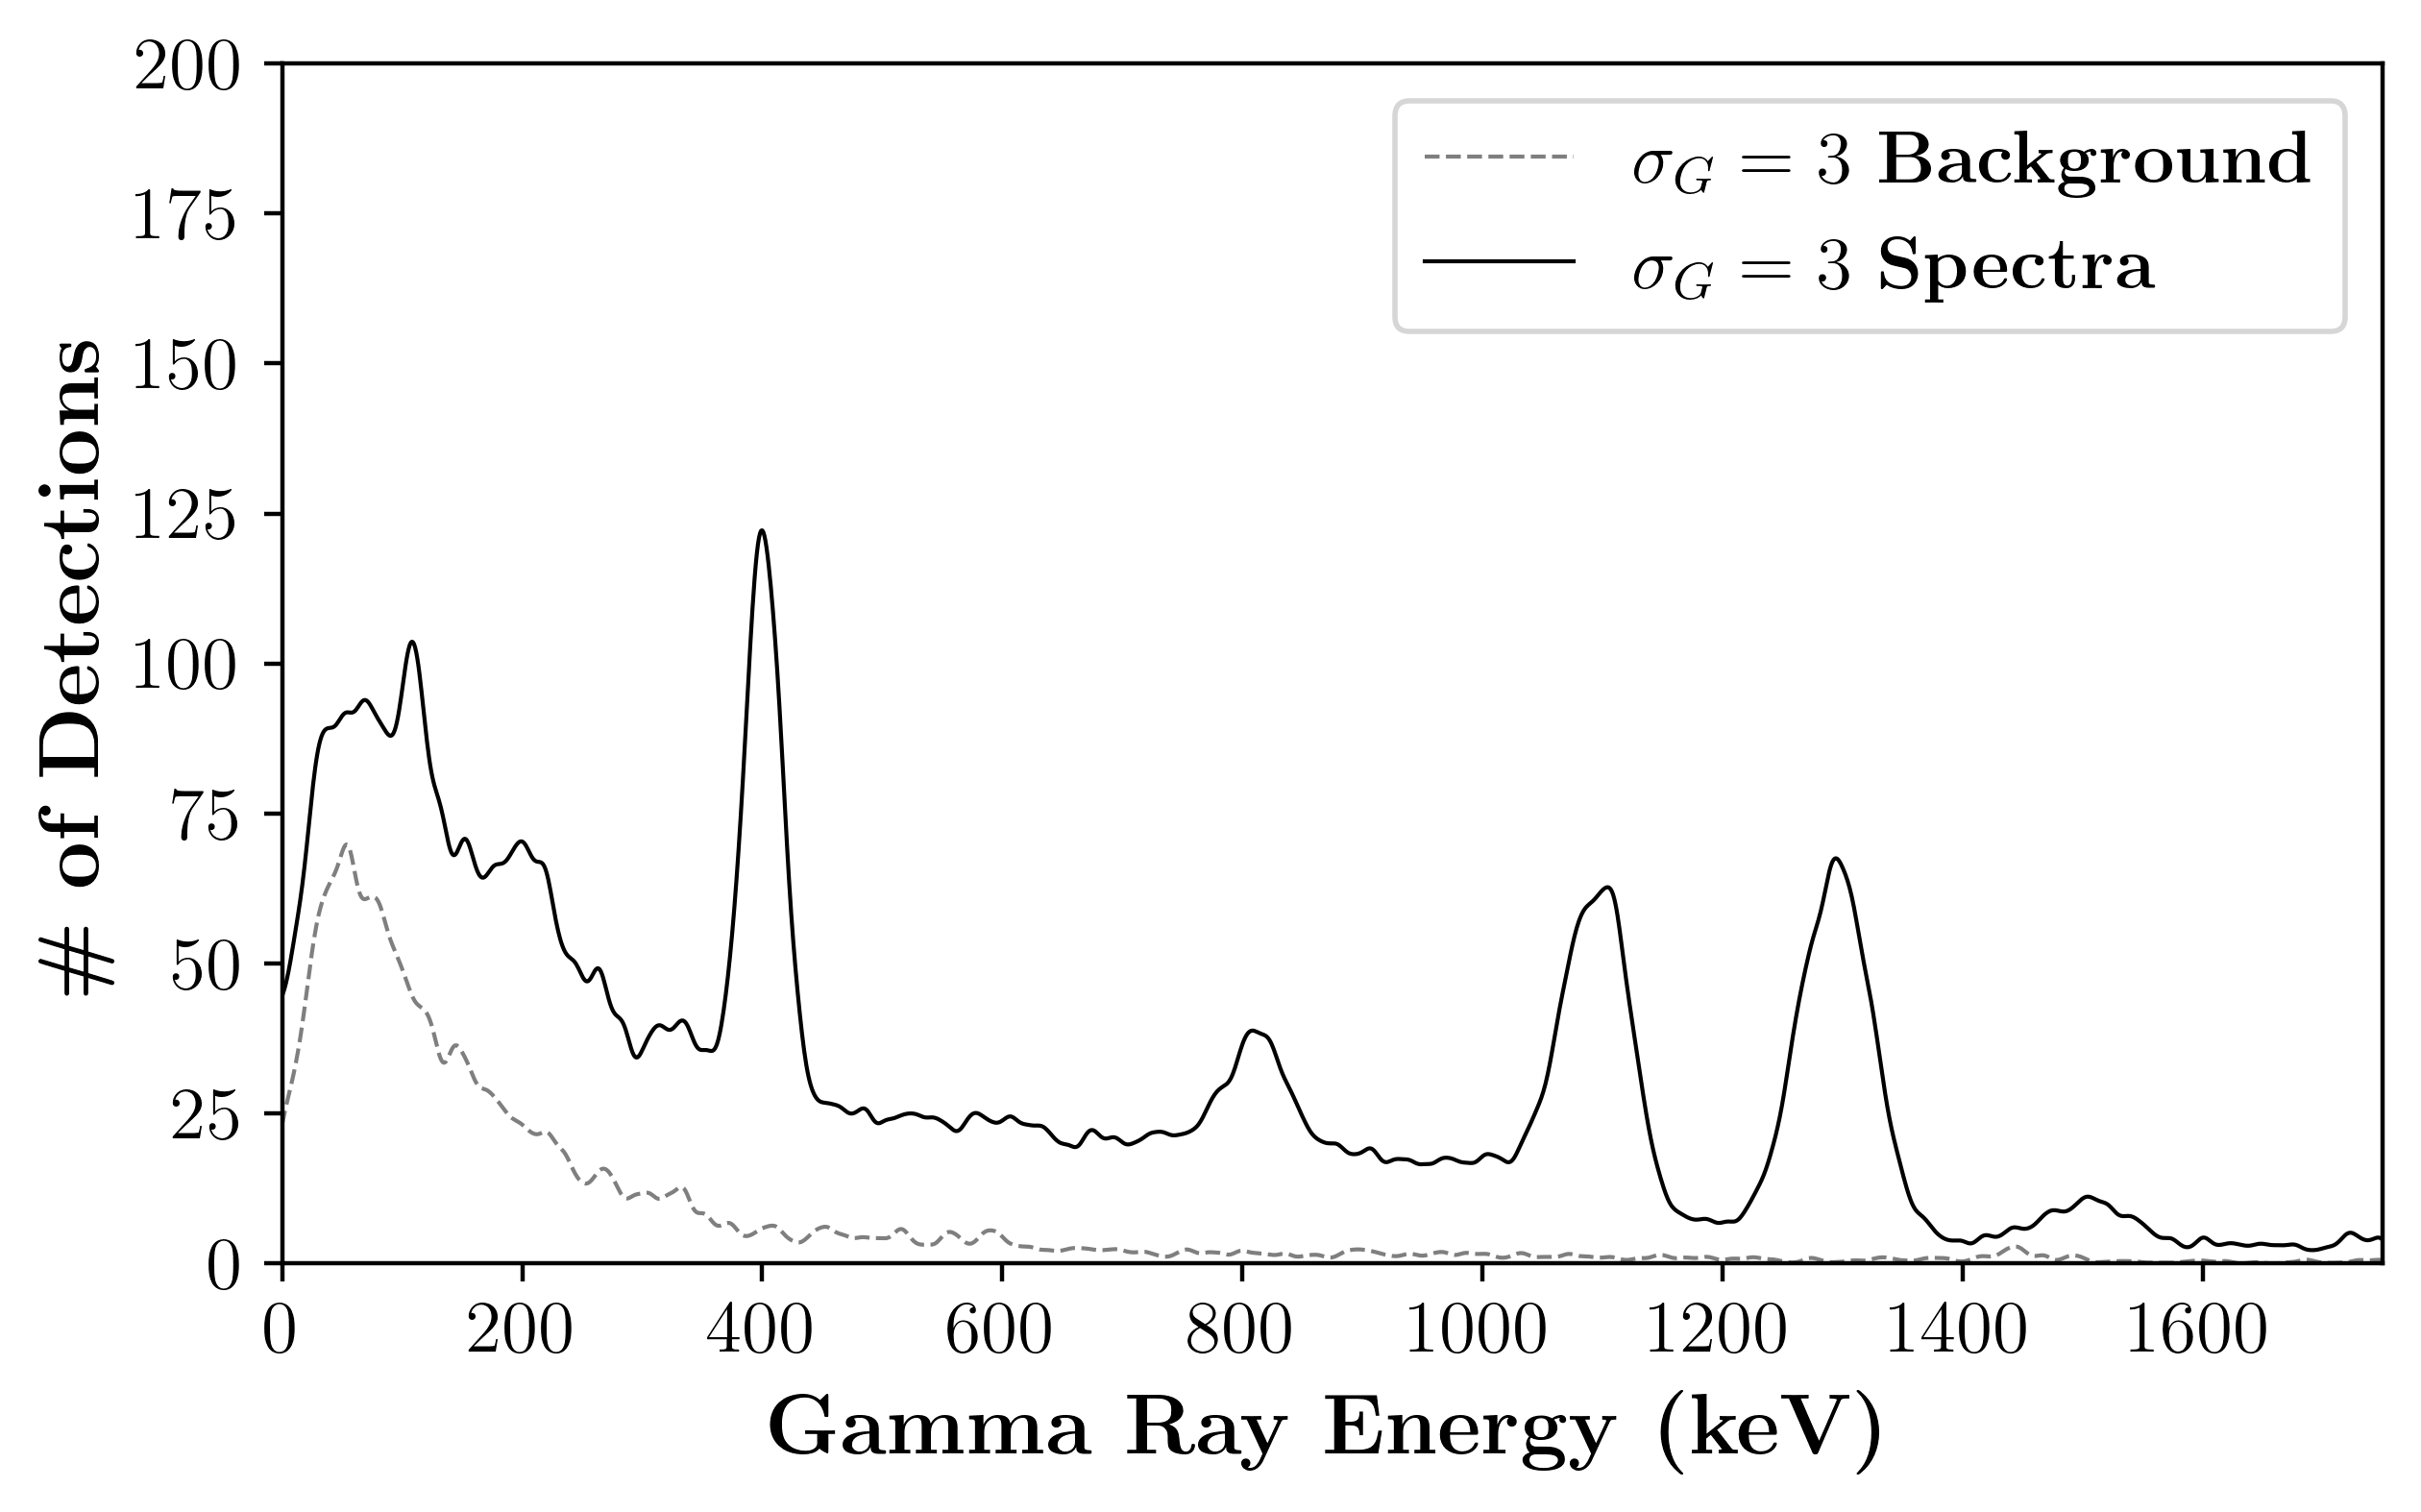 200
175
150
125
100
75
50
25
0
# of Detections
σG = 3 Background
σG = 3 Spectra
0 200 400 600 800 1000 1200 1400 1600
Gamma Ray Energy (keV)